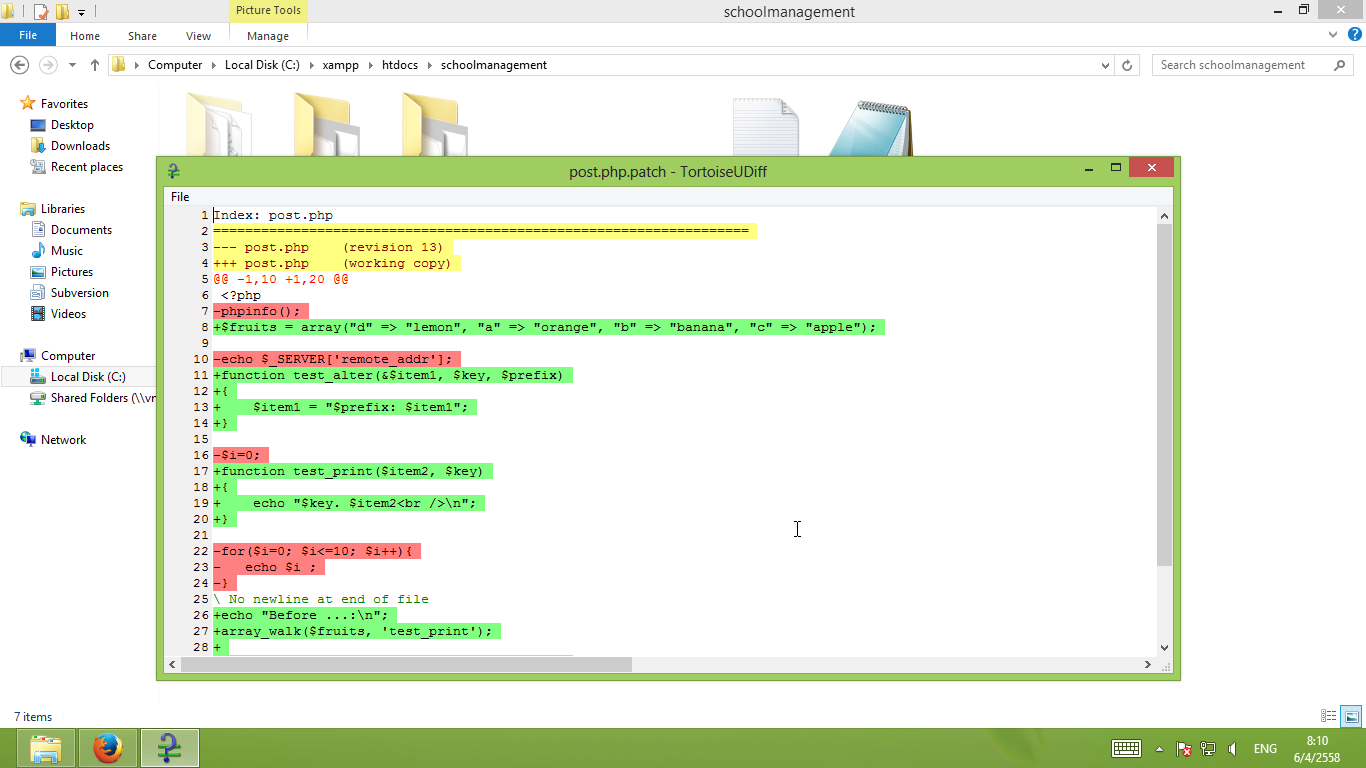 Picture Tools
schoolmanagement
File Home Share View Manage
Computer Local Disk (C:) xampp htdocs schoolmanagement
Search schoolmanagement
Favorites
Desktop
Downloads
Recent places
Libraries
Documents
Music
Pictures
Subversion
Videos
Computer
Local Disk (C:)
Shared Folders (\\vr
Network
post.php.patch - TortoiseUDiff
File
1 Index: post.php
2 ===================================================================
3 --- post.php (revision 13)
4 +++ post.php (working copy)
5 @@ -1,10 +1,20 @@
6 <?php
7 -phpinfo();
8 +$fruits = array("d" => "lemon", "a" => "orange", "b" => "banana", "c" => "apple");
9
10 -echo $_SERVER['remote_addr'];
11 +function test_alter(&$item1, $key, $prefix)
12 +{
13 +    $item1 = "$prefix: $item1";
14 +}
15
16 -$i=0;
17 +function test_print($item2, $key)
18 +{
19 +    echo "$key. $item2<br />\n";
20 +}
21
22 -for($i=0; $i<=10; $i++){
23 -   echo $i ;
24 -}
25 \ No newline at end of file
26 +echo "Before ...:\n";
27 +array_walk($fruits, 'test_print');
28 +
7 items
ENG
8:10
6/4/2558